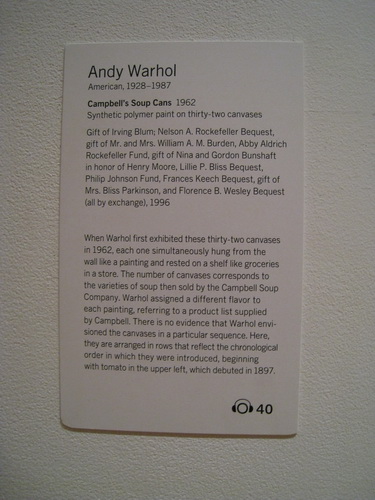 Andy Warhol
American, 1928–1987
Campbell's Soup Cans 1962
Synthetic polymer paint on thirty-two canvases
Gift of Irving Blum; Nelson A. Rockefeller Bequest,
gift of Mr. and Mrs. William A. M. Burden, Abby Aldrich
Rockefeller Fund, gift of Nina and Gordon Bunshaft
in honor of Henry Moore, Lillie P. Bliss Bequest,
Philip Johnson Fund, Frances Keech Bequest, gift of
Mrs. Bliss Parkinson, and Florence B. Wesley Bequest
(all by exchange), 1996
When Warhol first exhibited these thirty-two canvases
in 1962, each one simultaneously hung from the
wall like a painting and rested on a shelf like groceries
in a store. The number of canvases corresponds to
the varieties of soup then sold by the Campbell Soup
Company. Warhol assigned a different flavor to
each painting, referring to a product list supplied
by Campbell. There is no evidence that Warhol envi-
sioned the canvases in a particular sequence. Here,
they are arranged in rows that reflect the chronological
order in which they were introduced, beginning
with tomato in the upper left, which debuted in 1897.
40